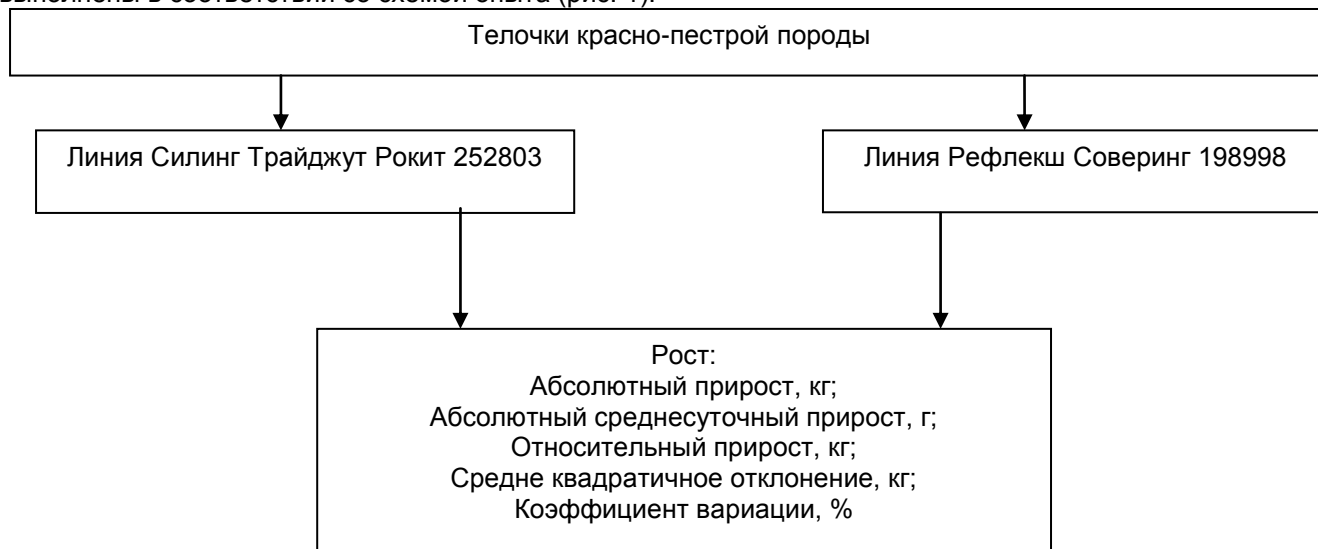 выполнены в соответствии со схемой опыта (рис. 1).
Телочки красно-пестрой породы
Линия Силинг Трайджут Рокит 252803
Линия Рефлекш Соверинг 198998
Рост:
Абсолютный прирост, кг;
Абсолютный среднесуточный прирост, г;
Относительный прирост, кг;
Средне квадратичное отклонение, кг;
Коэффициент вариации, %